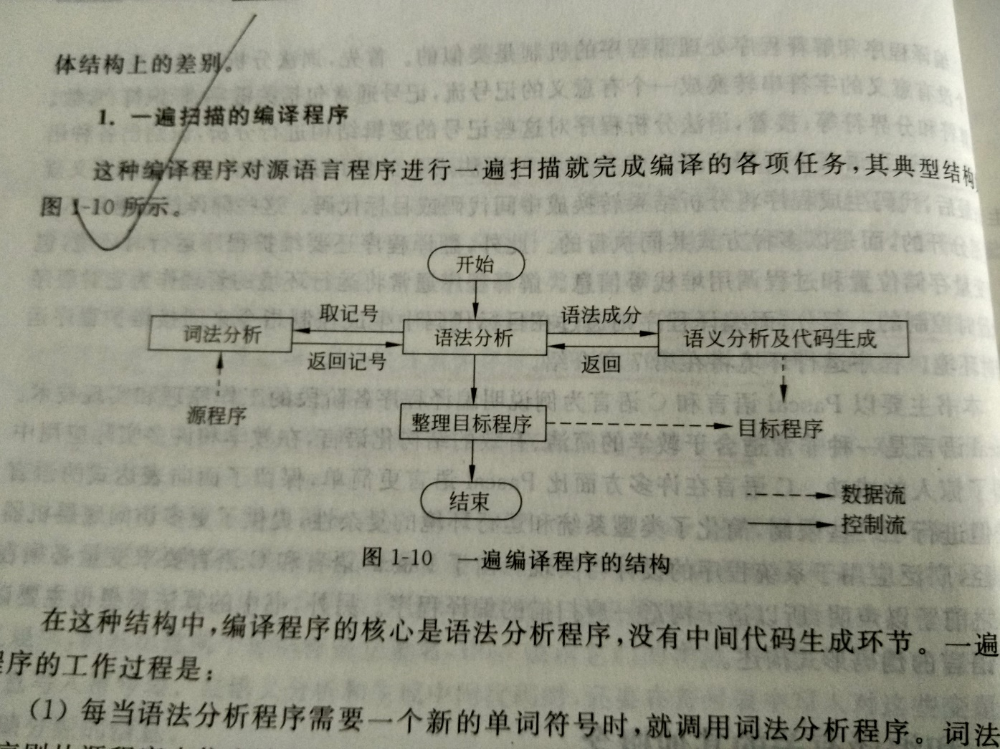 体结构上的差别。
1. 一遍扫描的编译程序
这种编译程序对源语言程序进行一遍扫描就完成编译的各项任务,其典型结构
图 1-10 所示。
开始
取记号
语法成分
词法分析
语法分析
语义分析及代码生成
返回记号
返回
源程序
整理目标程序
目标程序
结束
数据流
控制流
图 1-10 一遍编译程序的结构
在这种结构中,编译程序的核心是语法分析程序,没有中间代码生成环节。一遍
程序的工作过程是:
(1) 每当语法分析程序需要一个新的单词符号时,就调用词法分析程序。词法